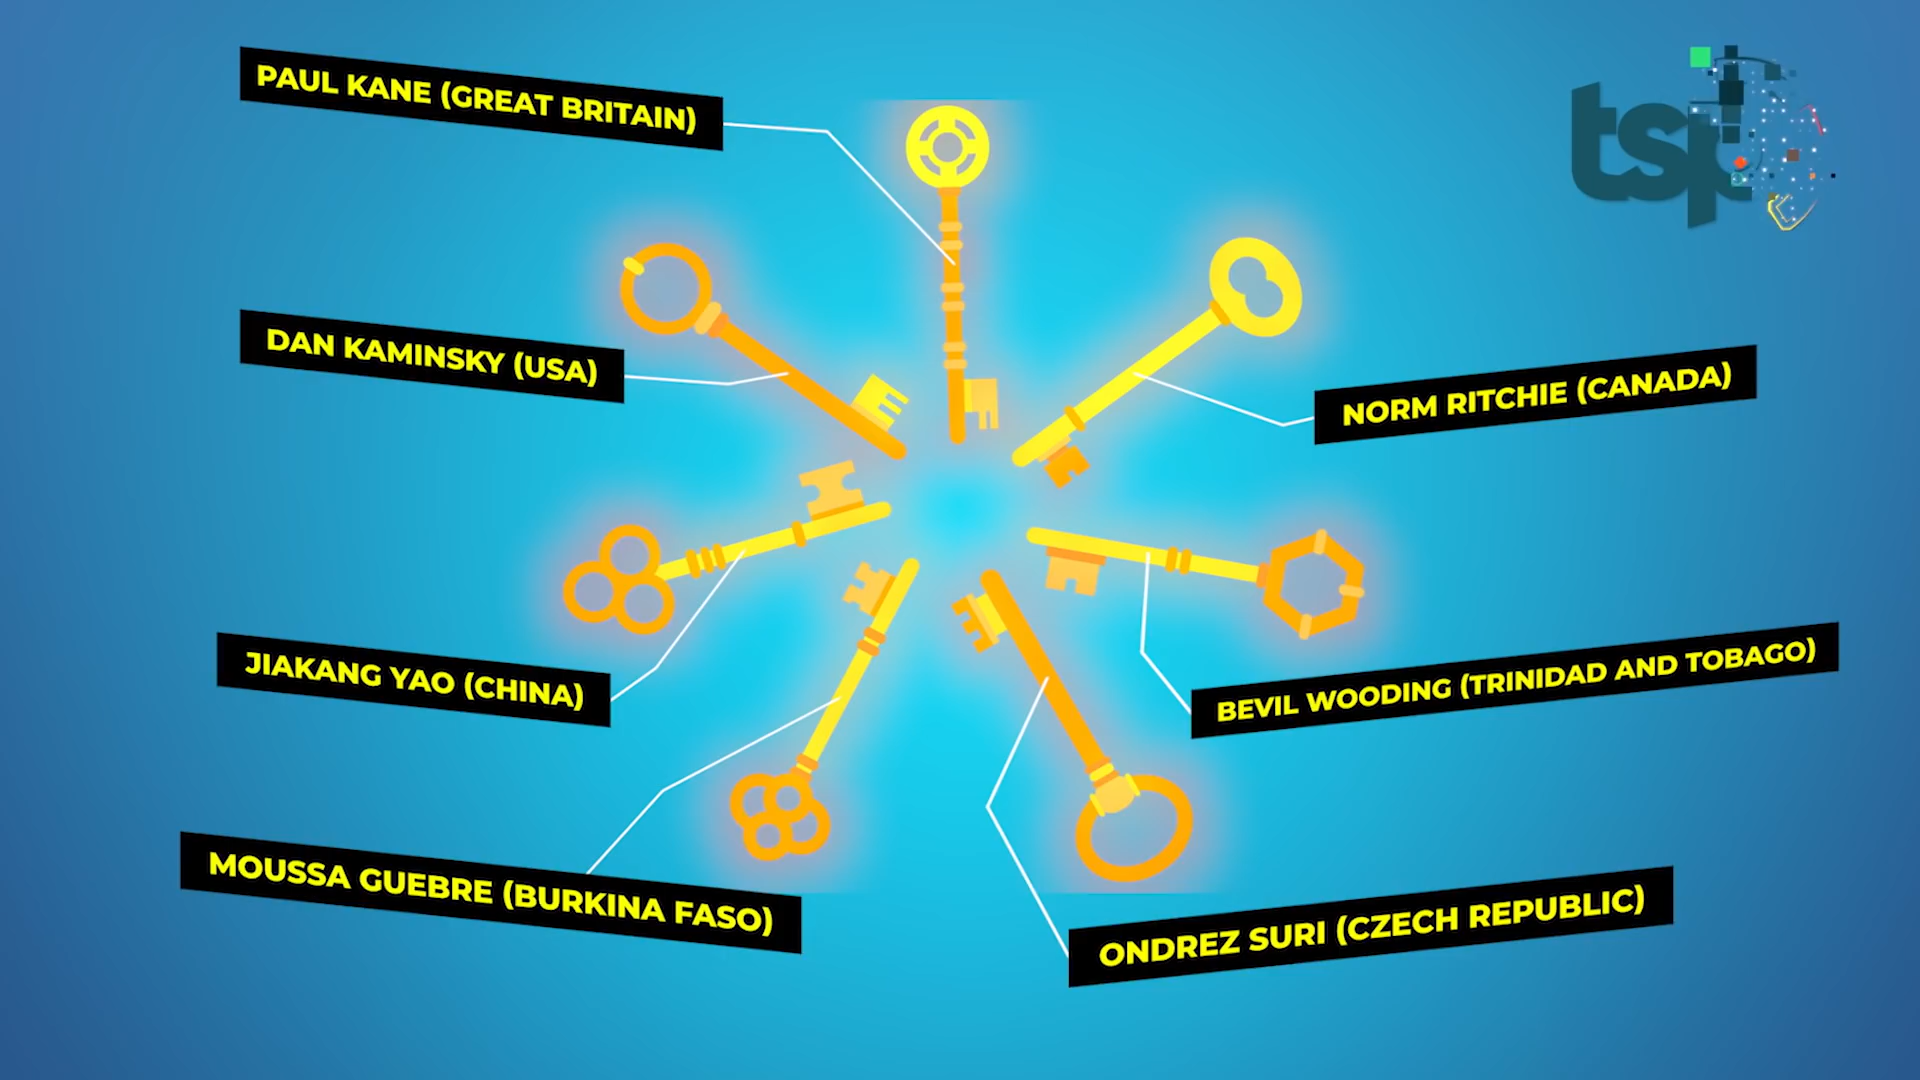 PAUL KANE (GREAT BRITAIN)
tsp
DAN KAMINSKY (USA)
NORM RITCHIE (CANADA)
JIAKANG YAO (CHINA)
BEVIL WOODING (TRINIDAD AND TOBAGO)
MOUSSA GUEBRE (BURKINA FASO)
ONDREZ SURI (CZECH REPUBLIC)